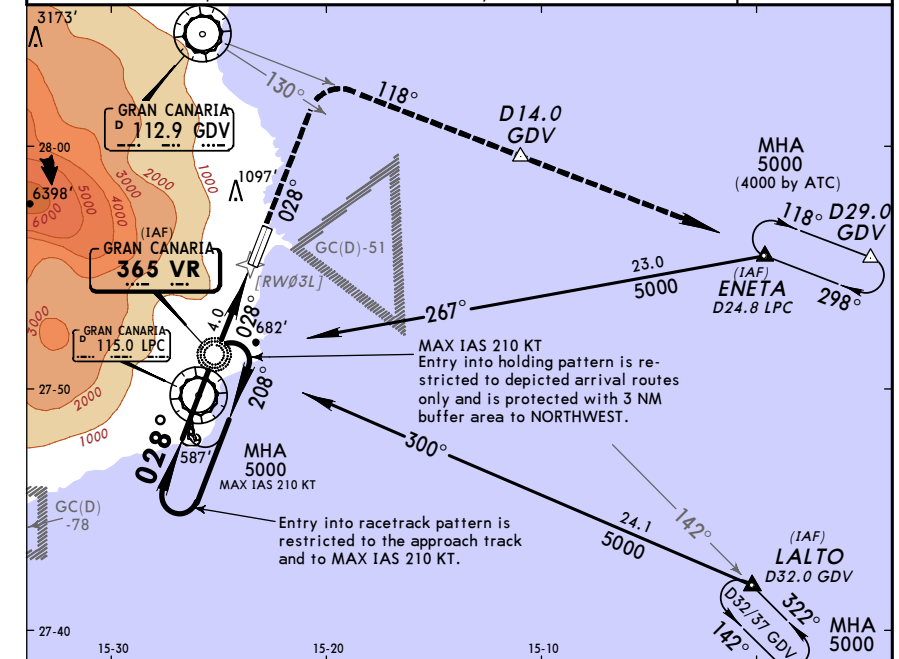 3173'
130°
118°
GRAN CANARIA
D 112.9 GDV
D14.0
GDV
28-00
MHA
5000
(4000 by ATC)
6398'
6000
5000
4000
3000
2000
1000
1097'
028°
118°
D29.0
GDV
(IAF)
GRAN CANARIA
365 VR
GC(D)-51
[RW03L]
23.0
5000
(IAF)
ENETA
D24.8 LPC
298°
3000
GRAN CANARIA
D 115.0 LPC
4.0
028°
682'
267°
MAX IAS 210 KT
Entry into holding pattern is re-
stricted to depicted arrival routes
only and is protected with 3 NM
buffer area to NORTHWEST.
27-50
208°
2000
1000
028°
587'
MHA
5000
MAX IAS 210 KT
300°
GC(D)
-78
Entry into racetrack pattern is
restricted to the approach track
and to MAX IAS 210 KT.
24.1
5000
142°
(IAF)
LALTO
D32.0 GDV
D32/37 GDV
322°
142°
MHA
5000
27-40
15-30
15-20
15-10